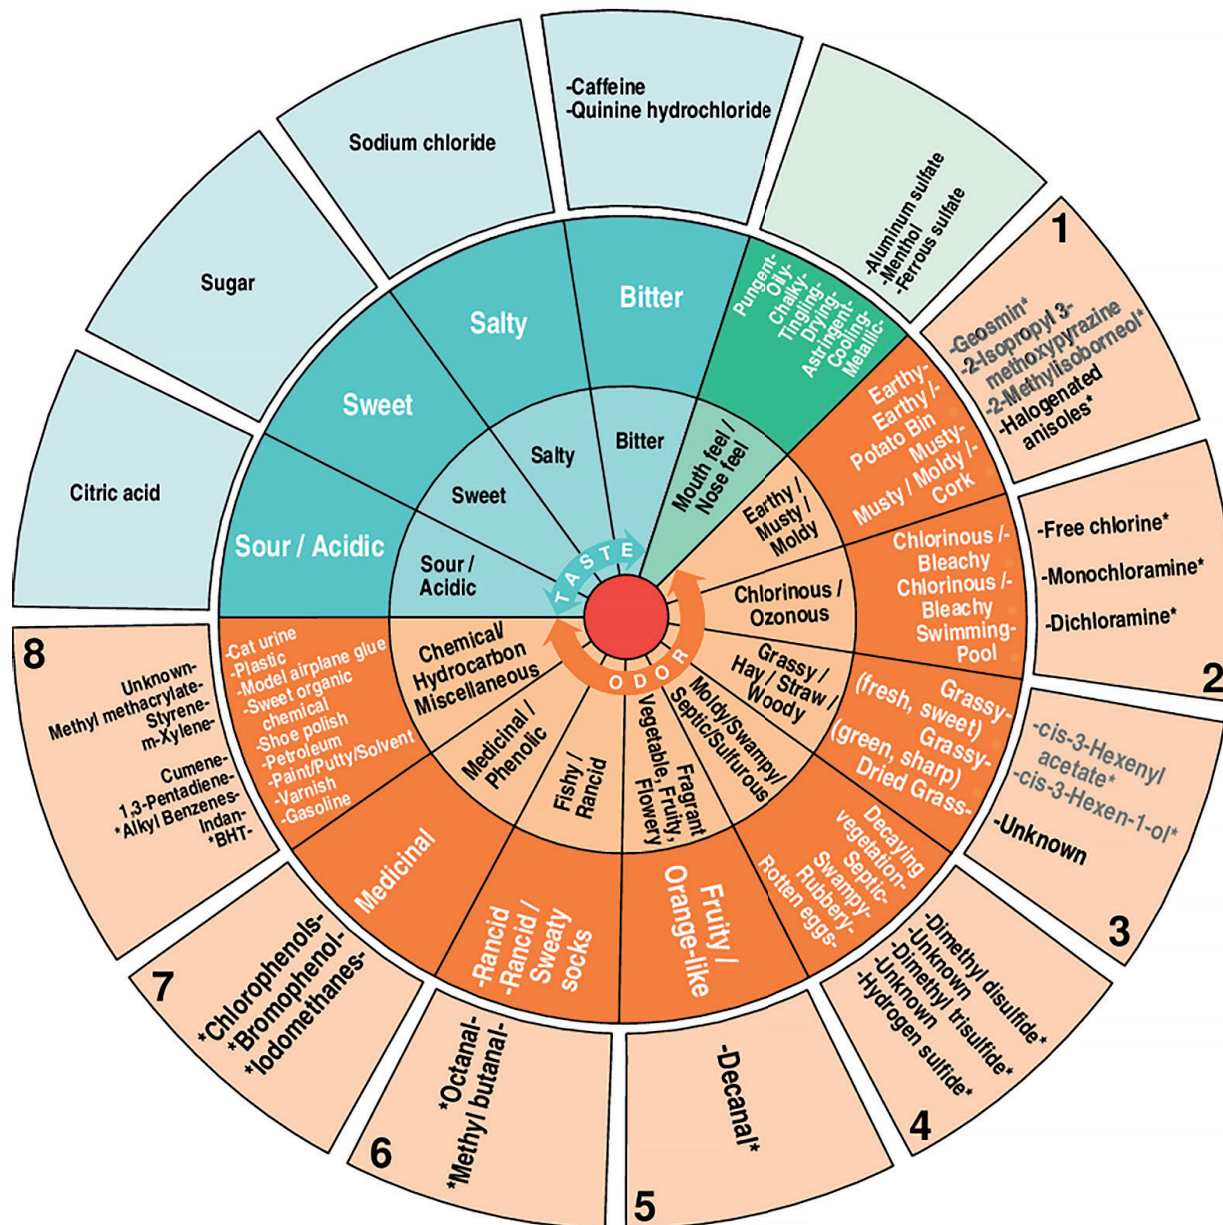 -Caffeine
-Quinine hydrochloride
Sodium chloride
Sugar
Citric acid
-Aluminum sulfate
-Menthol
-Ferrous sulfate
1
-Geosmin*
-2-Isopropyl 3-
methoxypyrazine
-2-Methylisoborneol*
-Halogenated
anisoles*
-Free chlorine*
-Monochloramine*
-Dichloramine*
2
-cis-3-Hexenyl
acetate*
-cis-3-Hexen-1-ol*
-Unknown
3
-Dimethyl disulfide*
-Unknown
-Dimethyl trisulfide*
-Unknown
-Hydrogen sulfide*
4
-Decanal*
5
*Octanal-
*Methyl butanal-
6
*Chlorophenols-
*Bromophenol-
*Iodomethanes-
7
8
Unknown-
Methyl methacrylate-
Styrene-
m-Xylene-
Cumene-
1,3-Pentadiene-
*Alkyl Benzenes-
Indan-
*BHT-
Sour / Acidic
Sweet
Salty
Bitter
Pungent-
Oily-
Chalky-
Tingling-
Drying-
Astringent-
Cooling-
Metallic-
Earthy-
Earthy /-
Potato Bin
Musty-
Musty / Moldy /-
Cork
Chlorinous /-
Bleachy
Chlorinous /-
Bleachy
Swimming-
Pool
Grassy-
(fresh, sweet)
Grassy-
(green, sharp)
Dried Grass-
Decaying
vegetation-
Septic-
Swampy-
Rubbery-
Rotten eggs-
Fruity /
Orange-like
-Rancid
-Rancid /
Sweaty
socks
Medicinal
-Cat urine
-Plastic
-Model airplane glue
-Sweet organic
chemical
-Shoe polish
-Petroleum
-Paint/Putty/Solvent
-Varnish
-Gasoline
Sour /
Acidic
Sweet
Salty
Bitter
Mouth feel /
Nose feel
Earthy /
Musty /
Moldy
Chlorinous /
Ozonous
Grassy /
Hay / Straw /
Woody
Moldy/Swampy/
Septic/Sulfurous
Fragrant
Vegetable, Fruity,
Flowery
Fishy /
Rancid
Medicinal /
Phenolic
Chemical/
Hydrocarbon
Miscellaneous
TASTE
ODOR